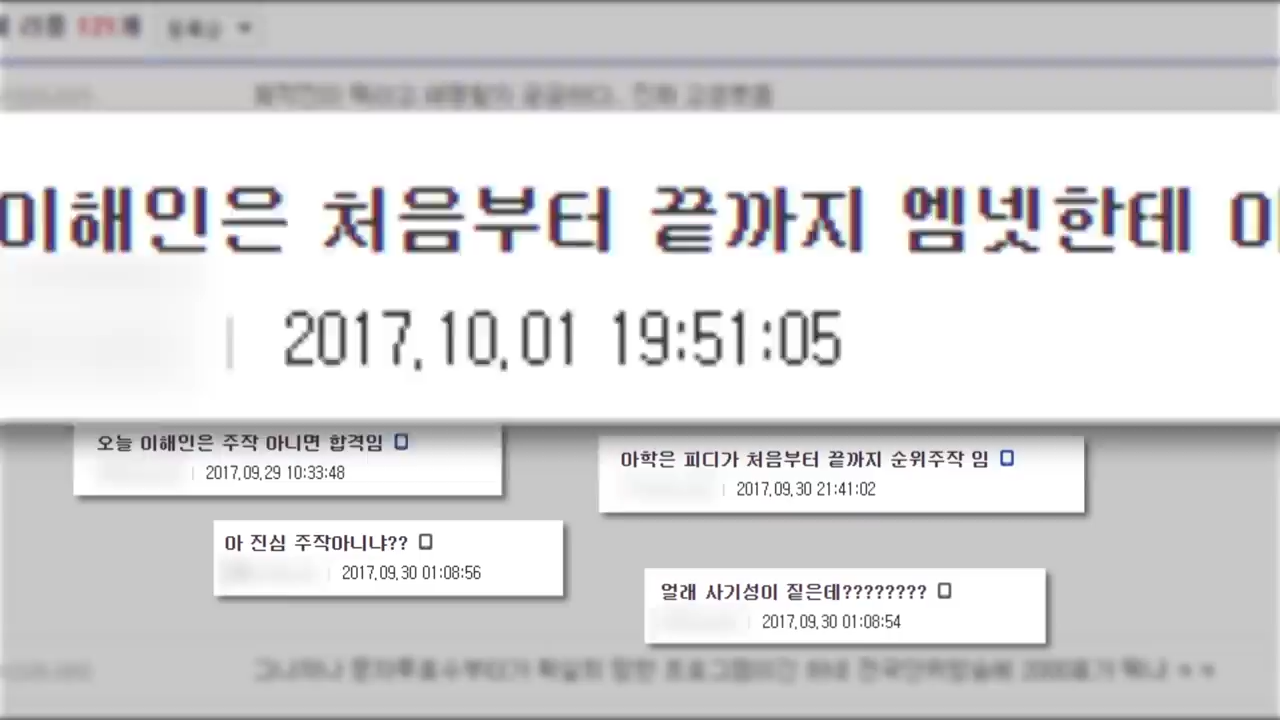 121개
이해인은 처음부터 끝까지 엠넷한테
2017.10.01 19:51:05
오늘 이해인은 주작 아니면 합격임
2017.09.29 10:33:48
아학은 피디가 처음부터 끝까지 순위주작 임
2017.09.30 21:41:02
아 진심 주작아니냐??
2017.09.30 01:08:56
얼래 사기성이 짙은데????????
2017.09.30 01:08:54